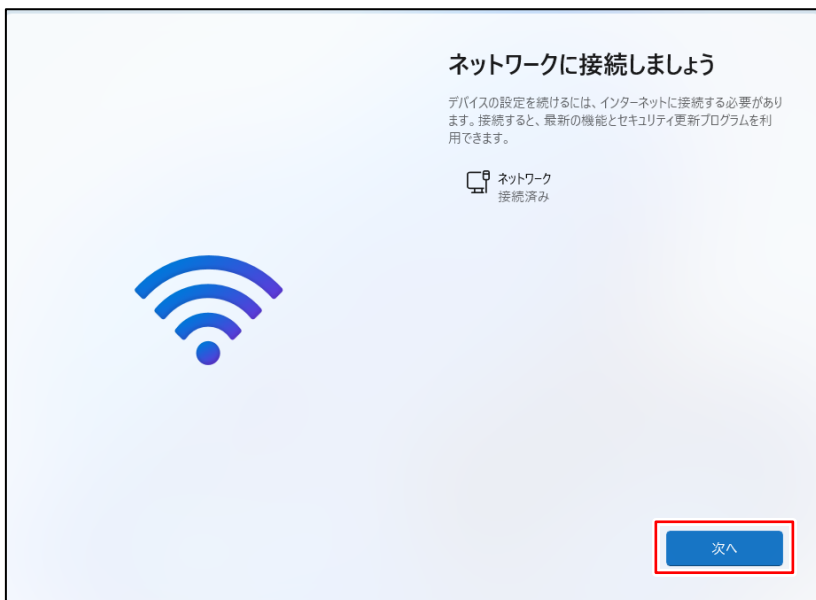 ネットワークに接続しましょう
デバイスの設定を続けるには、インターネットに接続する必要があり
ます。接続すると、最新の機能とセキュリティ更新プログラムを利
用できます。
ネットワーク
接続済み
次へ